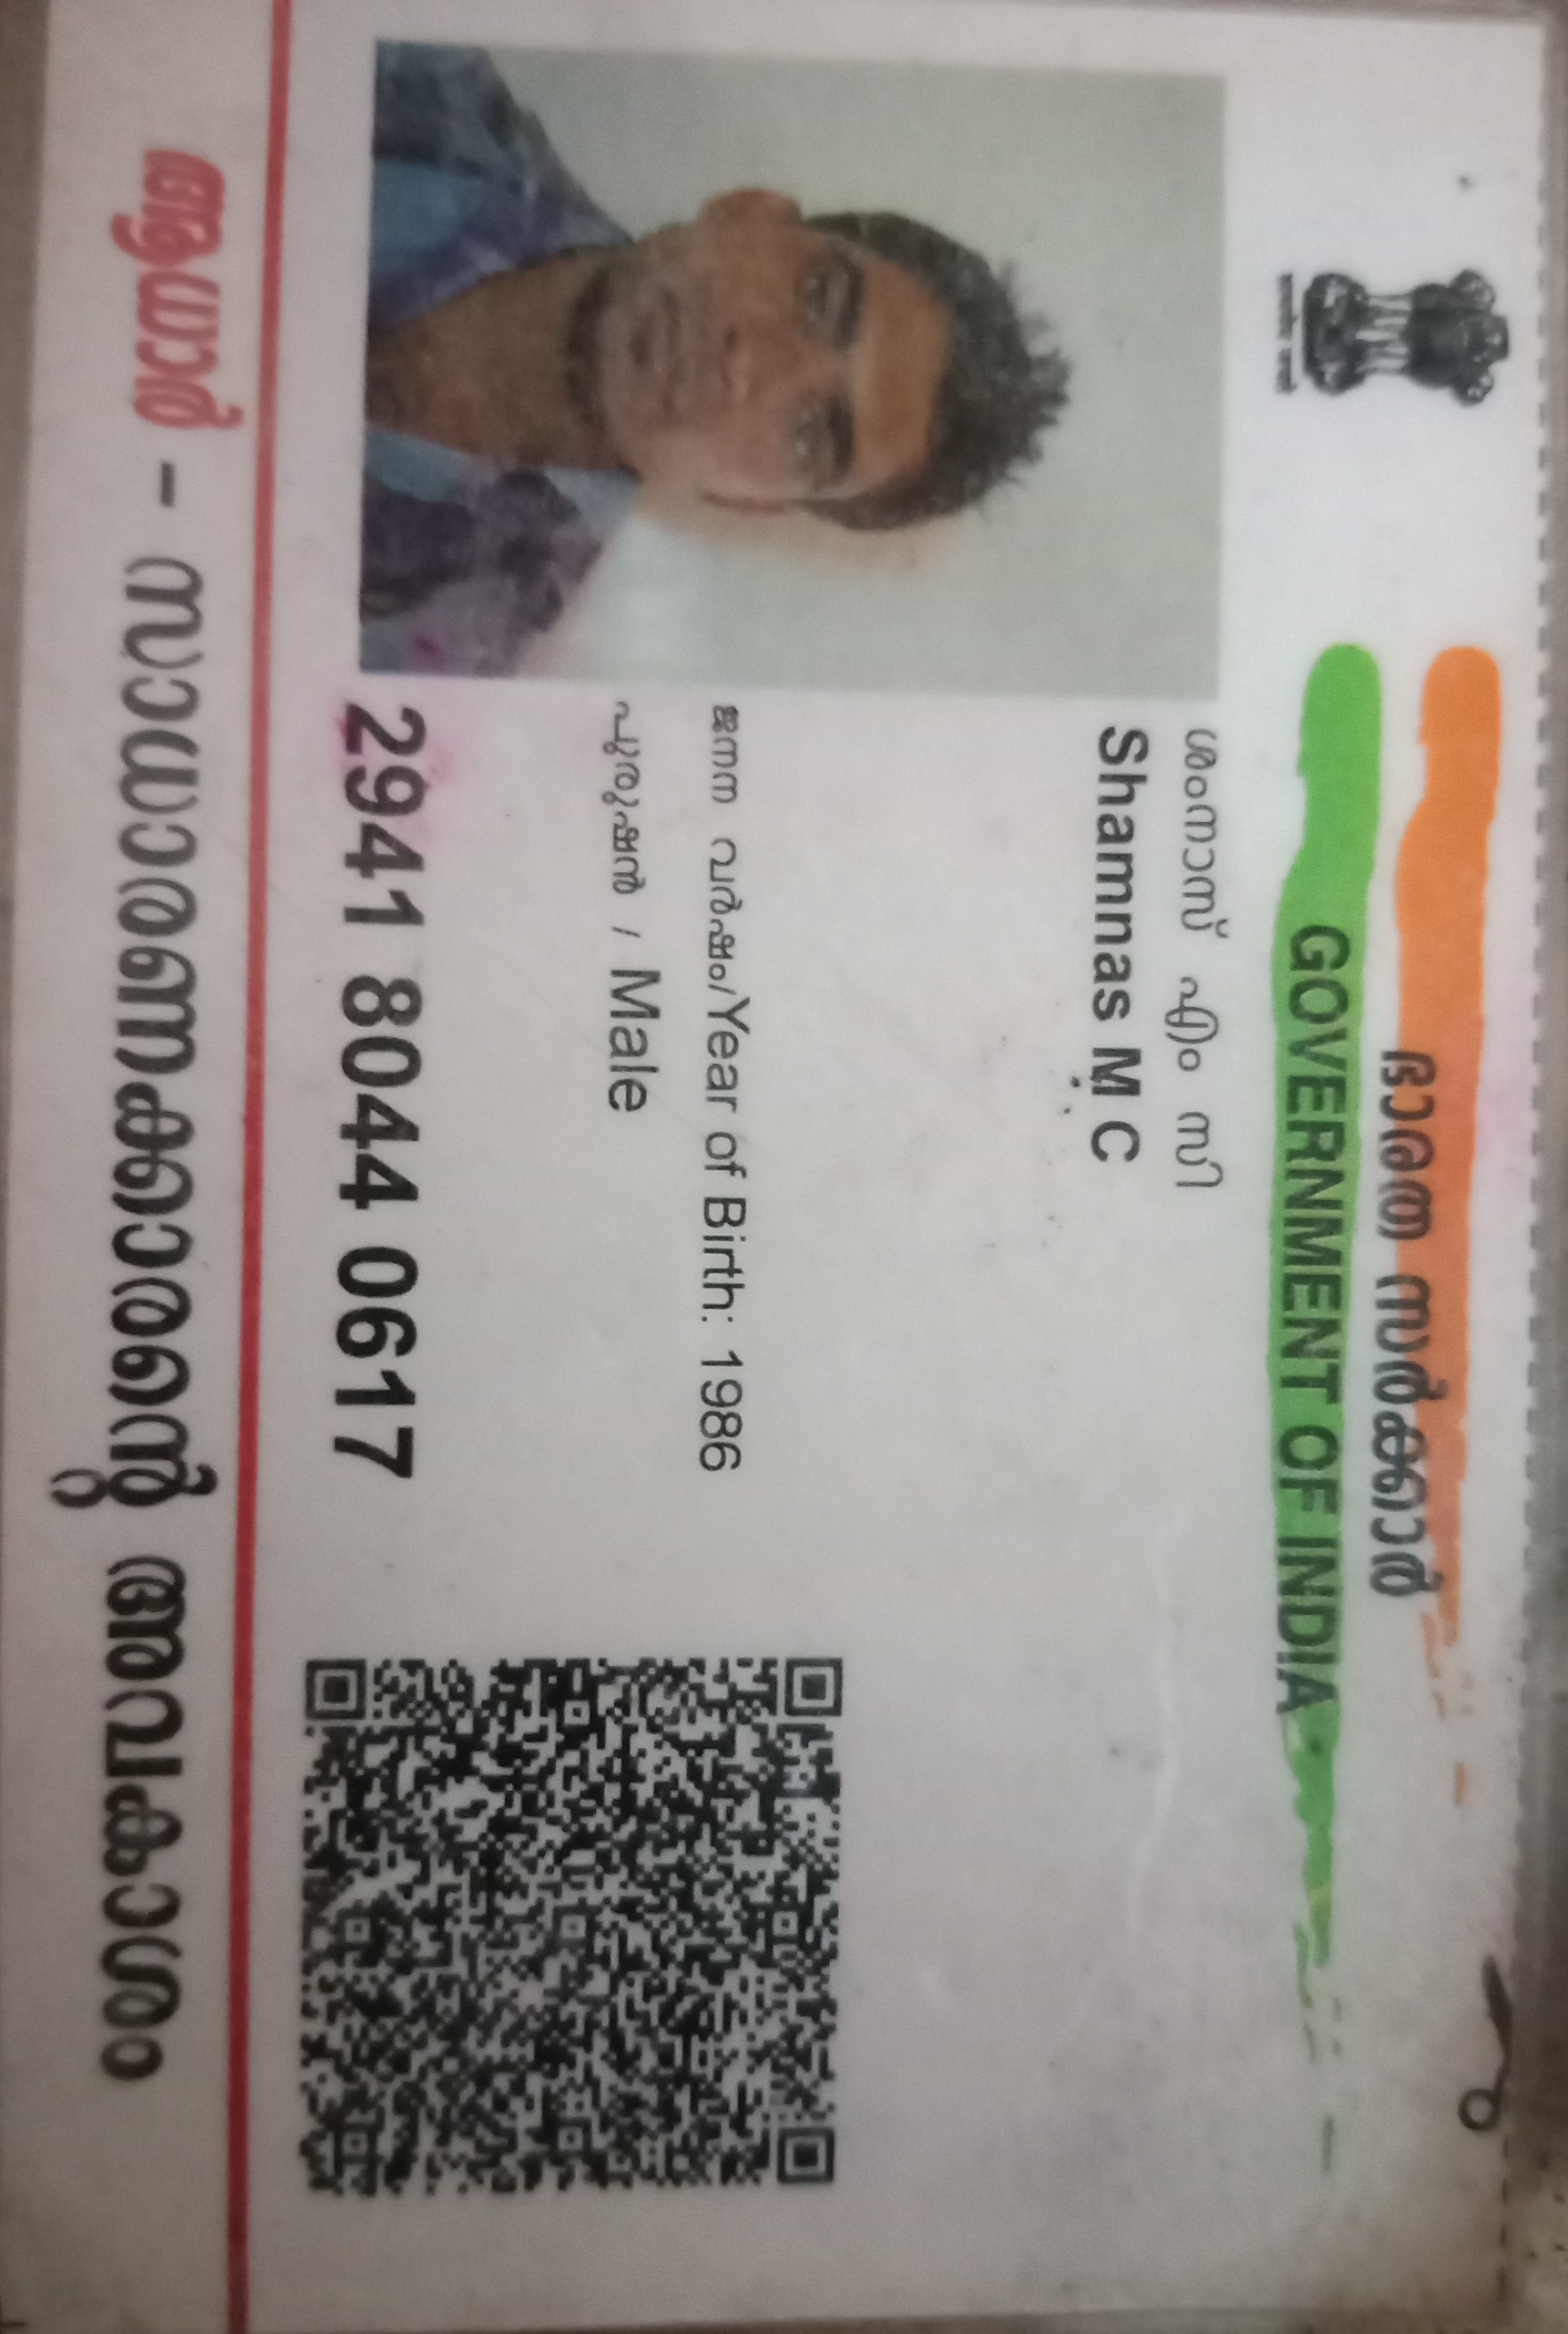 ഭാരത സർക്കാർ
GOVERNMENT OF INDIA
ശംനാസ് എം സി
Shamnas M C
ജനന വർഷം/Year of Birth: 1986
പുരുഷൻ / Male
2941 8044 0617
ആധാർ - സാധാരണക്കാരന്റെ അവകാശം